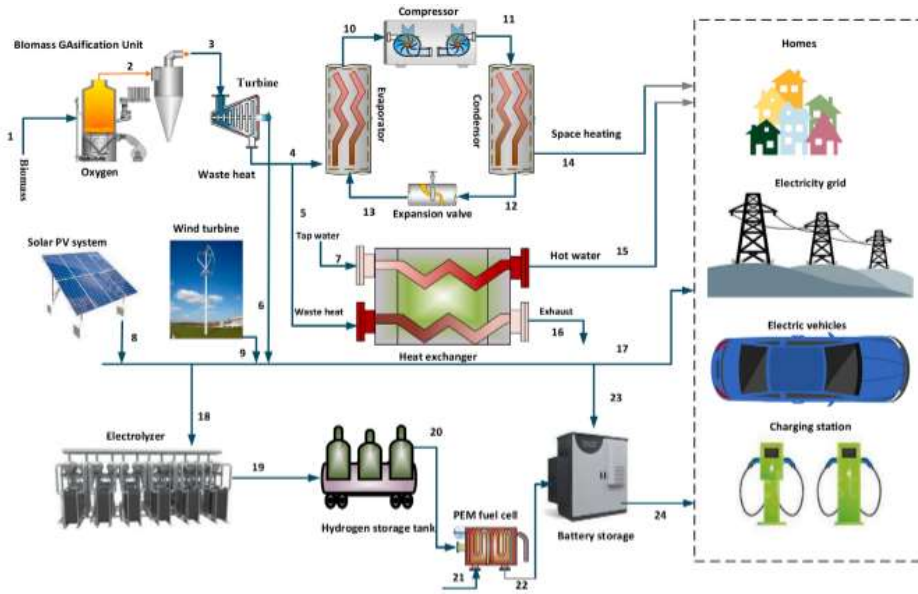 Compressor
11
10
Homes
BIomass GAsification Unit
3
2
Turbine
Evaporator
Condensor
1
Biomass
Oxygen
Space heating
14
4
Waste heat
13
12
Expansion valve
Electricity grid
5
Wind turbine
Tap water
7
Hot water
15
Solar PV system
6
Waste heat
Exhaust
16
8
9
Heat exchanger
17
Electric vehicles
18
23
Charging station
Electrolyzer
20
19
PEM fuel cell
Hydrogen storage tank
Battery storage
24
21
22